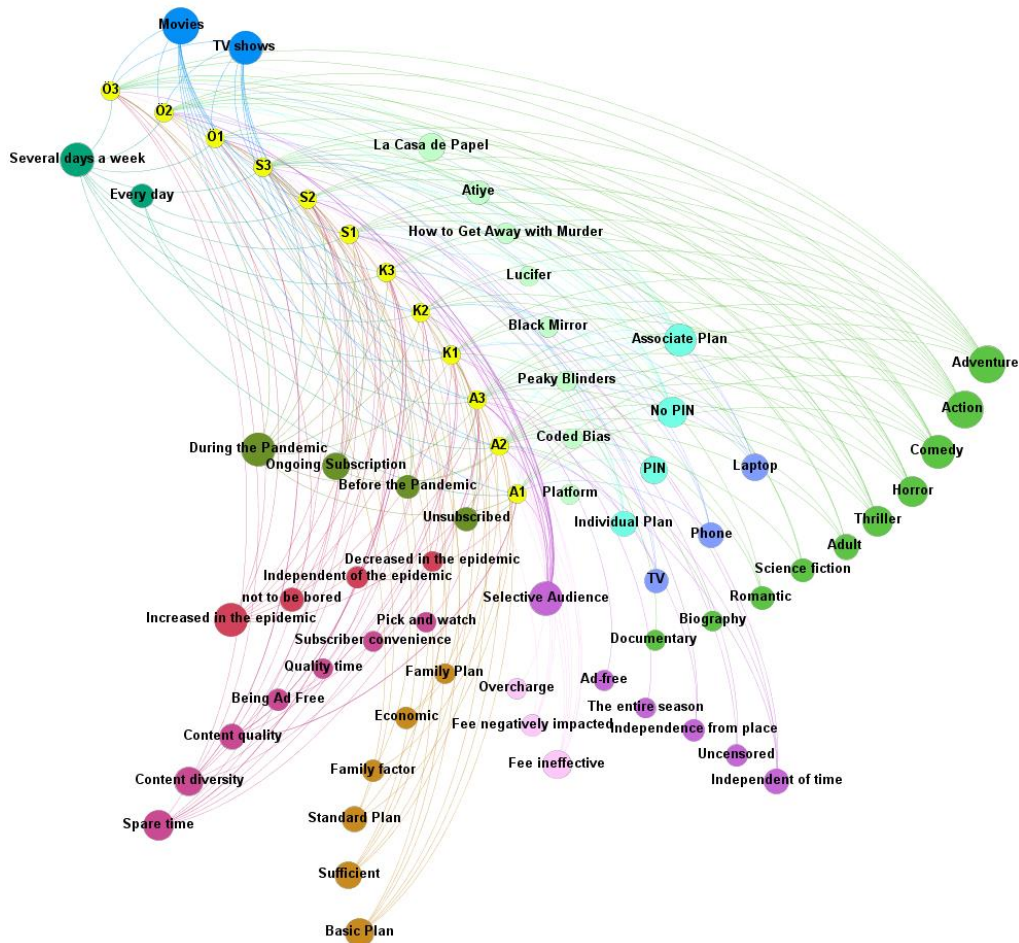 Movies
TV shows
Ö3
Ö2
Ö1
Several days a week
Every day
S3
S2
S1
K3
K2
K1
A3
A2
A1
La Casa de Papel
Atiye
How to Get Away with Murder
Lucifer
Black Mirror
Peaky Blinders
Coded Bias
Platform
Associate Plan
No PIN
PIN
Individual Plan
Laptop
Phone
TV
Adventure
Action
Comedy
Horror
Thriller
Adult
Science fiction
Romantic
Biography
Documentary
During the Pandemic
Ongoing Subscription
Before the Pandemic
Unsubscribed
Decreased in the epidemic
Independent of the epidemic
not to be bored
Increased in the epidemic
Selective Audience
Pick and watch
Subscriber convenience
Quality time
Being Ad Free
Content quality
Content diversity
Spare time
Family Plan
Economic
Family factor
Standard Plan
Sufficient
Basic Plan
Overcharge
Fee negatively impacted
Fee ineffective
Ad-free
The entire season
Independence from place
Uncensored
Independent of time